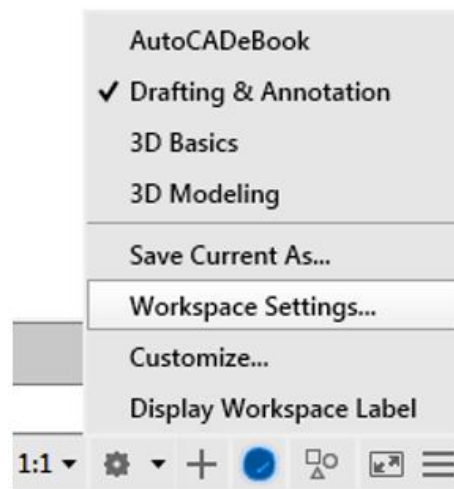 AutoCADeBook
Drafting & Annotation
3D Basics
3D Modeling
Save Current As...
Workspace Settings...
Customize...
Display Workspace Label
1:1